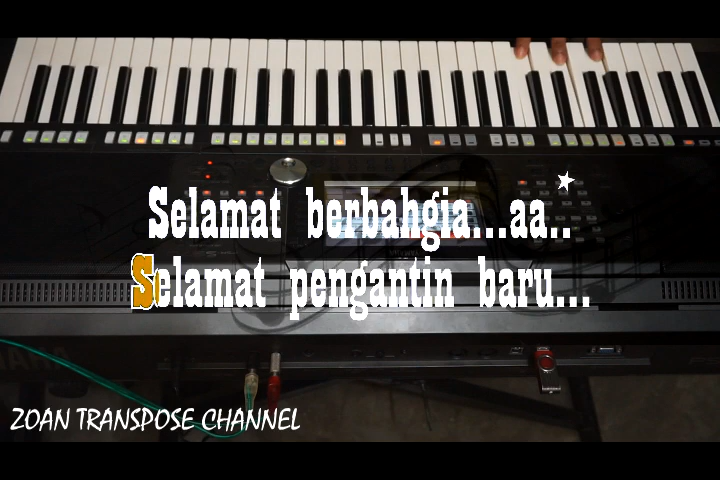 Selamat berbahgia...aa..
Selamat pengantin baru...
ZOAN TRANSPOSE CHANNEL